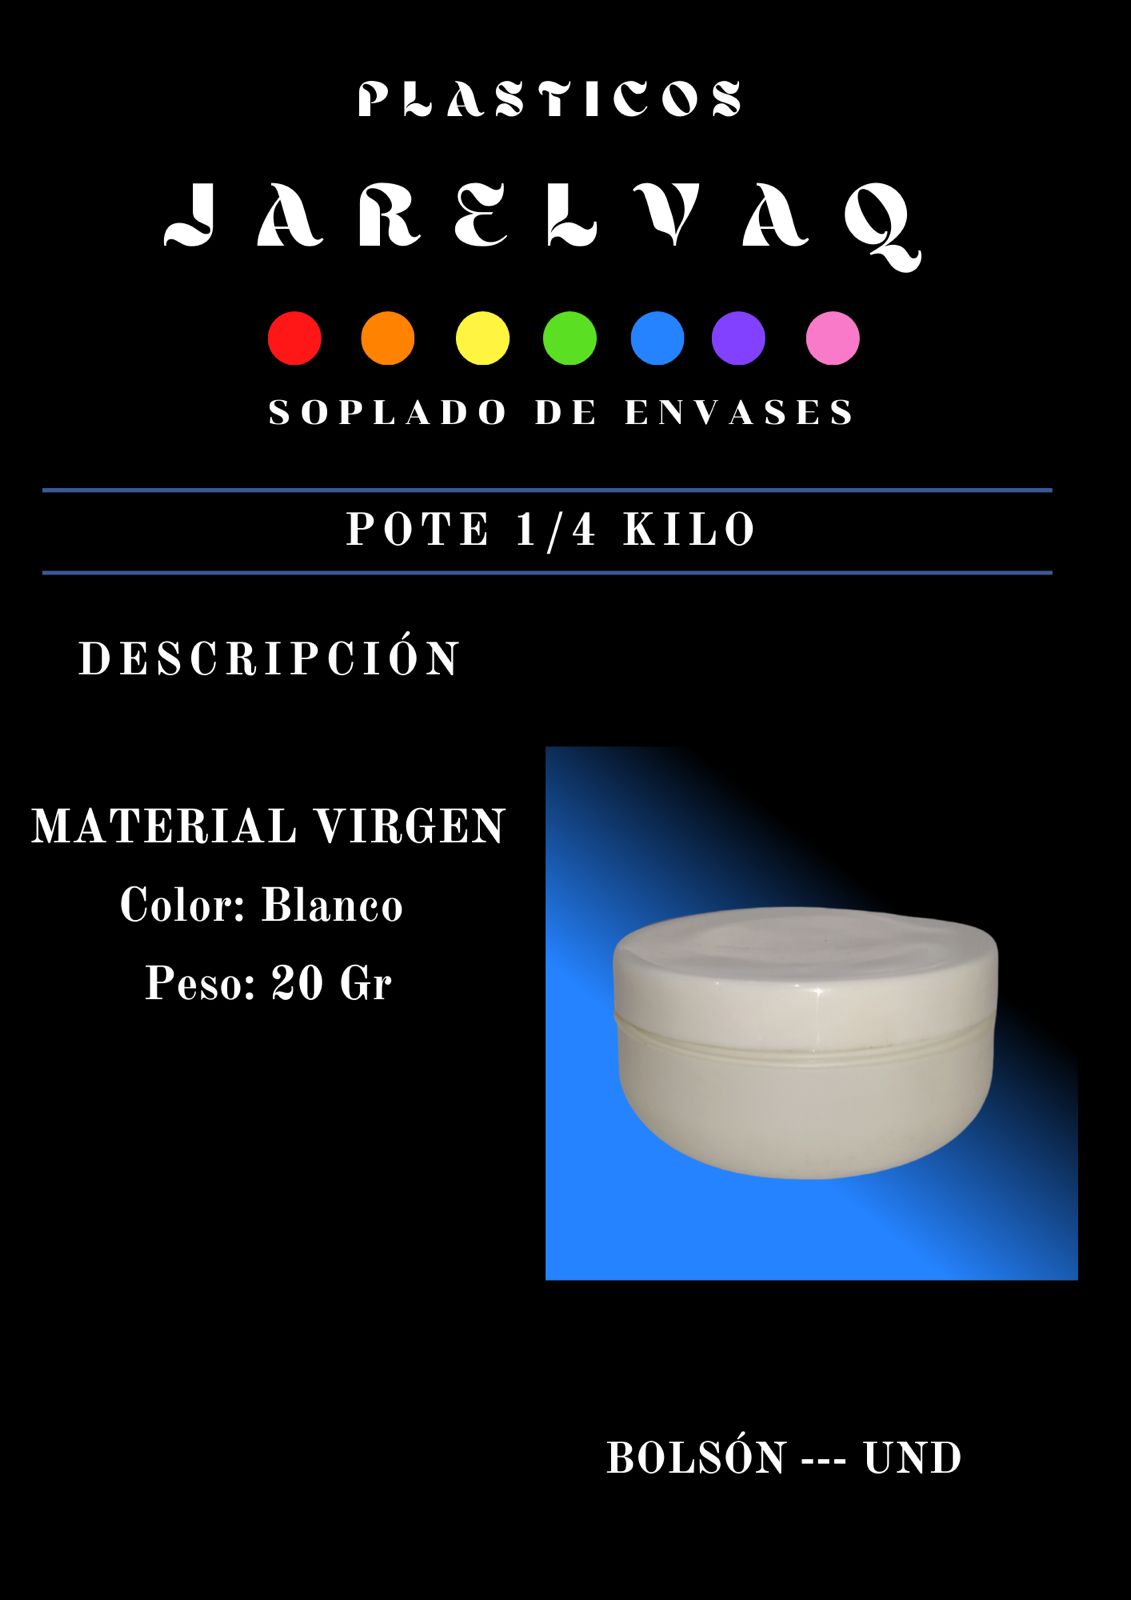 PLASTICOS
JARELVAQ
SOPLADO DE ENVASES
POTE 1/4 KILO
DESCRIPCIÓN
MATERIAL VIRGEN
Color: Blanco
Peso: 20 Gr
BOLSÓN --- UND